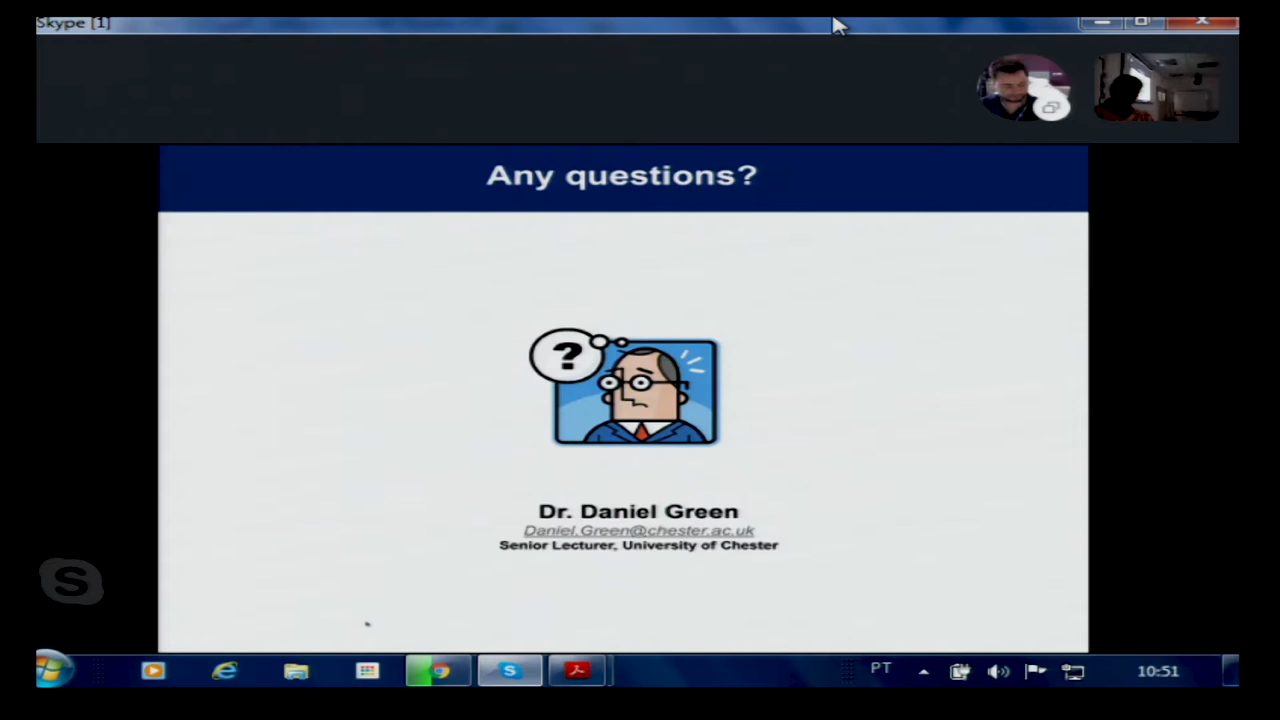 Skype [1]
Any questions?
?
Dr. Daniel Green
Daniel.Green@chester.ac.uk
Senior Lecturer, University of Chester
S
PT
10:51